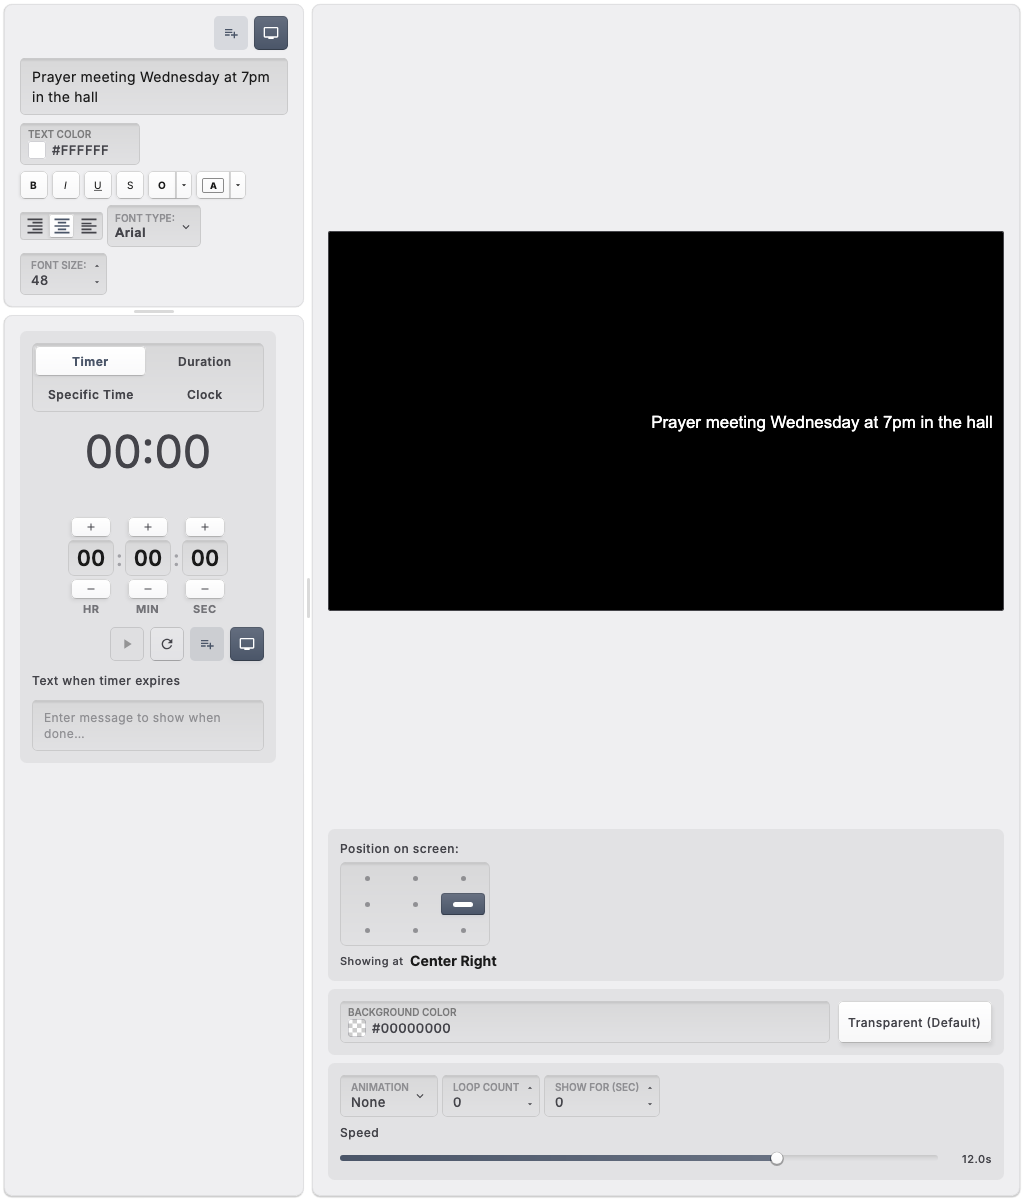 Prayer meeting Wednesday at 7pm
in the hall
TEXT COLOR
#FFFFFF
B I U S O A
FONT TYPE:
Arial
FONT SIZE:
48
Timer Duration
Specific Time Clock
00:00
+ + +
00 : 00 : 00
− − −
HR MIN SEC
Text when timer expires
Enter message to show when
done...
Prayer meeting Wednesday at 7pm in the hall
Position on screen:
Showing at Center Right
BACKGROUND COLOR
#00000000
Transparent (Default)
ANIMATION LOOP COUNT SHOW FOR (SEC)
None 0 0
Speed
12.0s